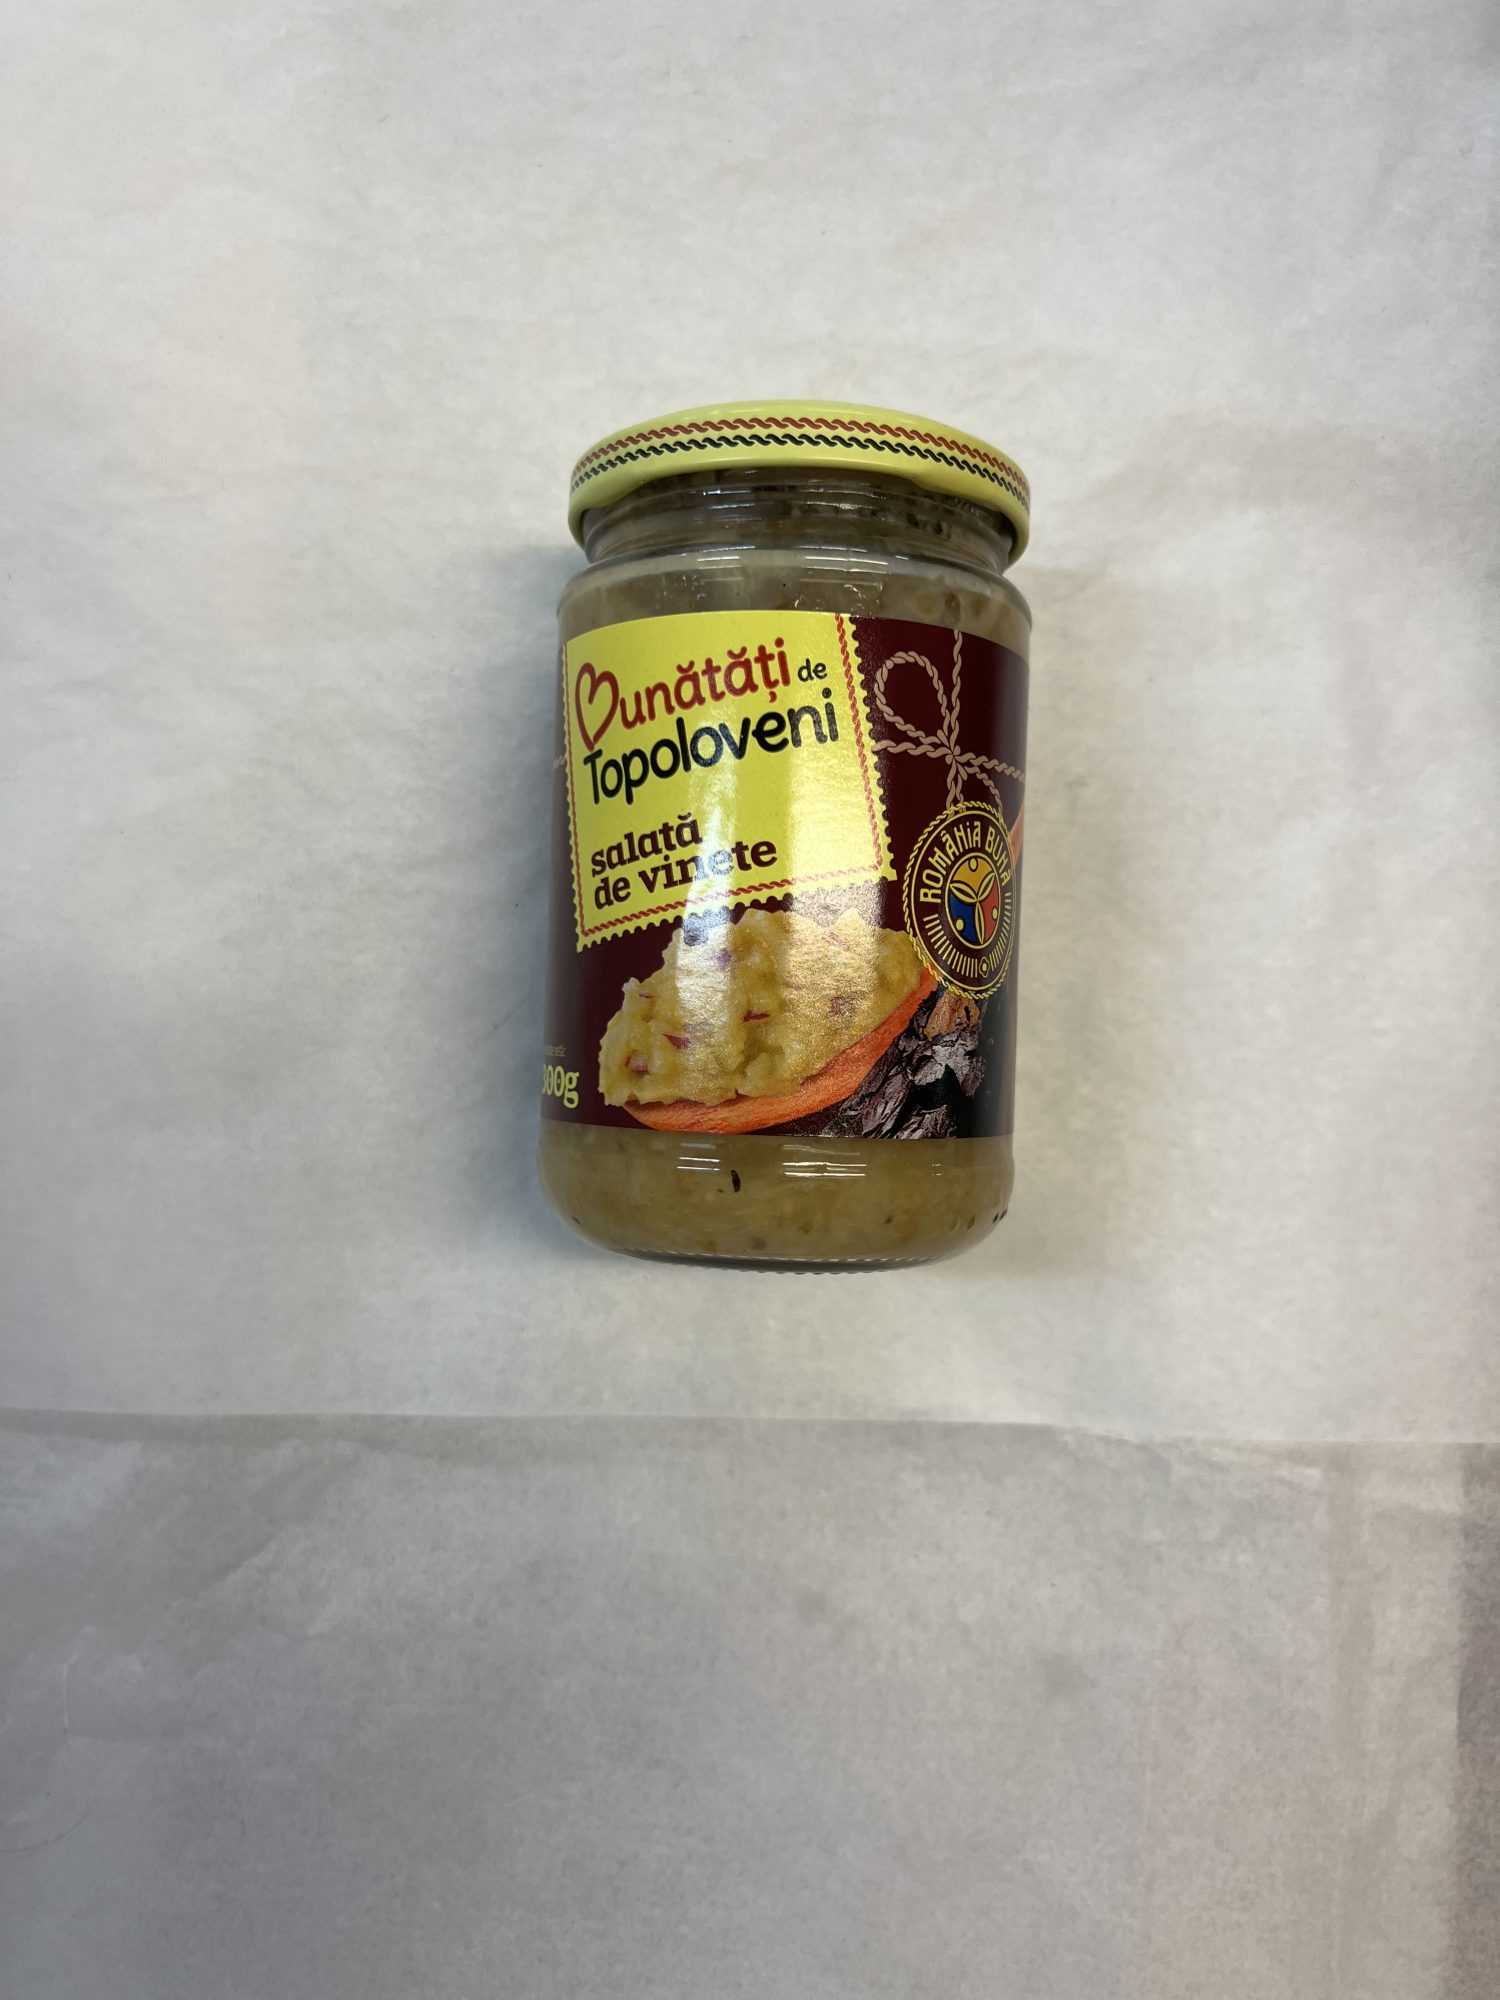 Bunătăți de
Topoloveni
salată
de vinete
ROMÂNIA BUNĂ
300g